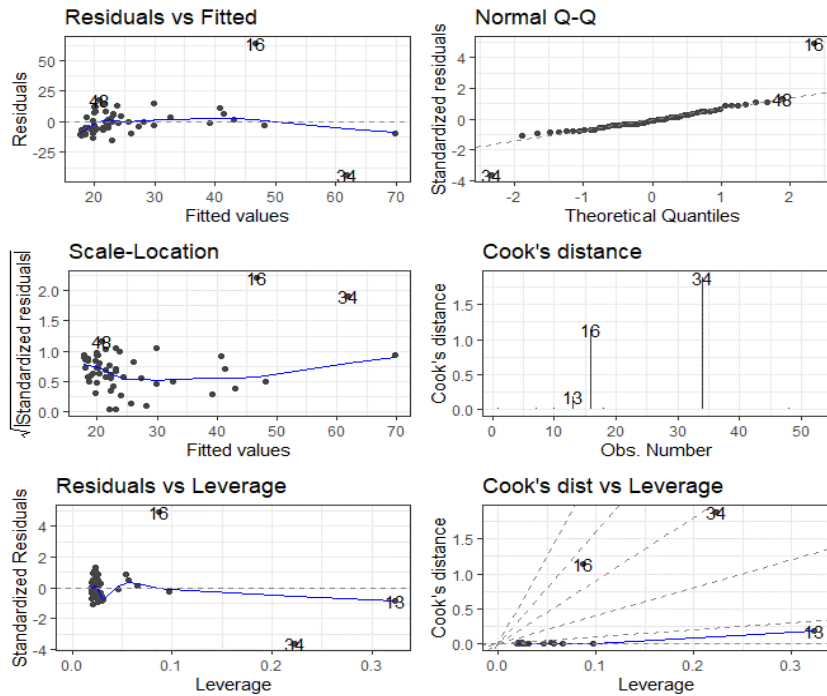 Residuals vs Fitted
Residuals
50
25
0
-25
16
48
34
20 30 40 50 60 70
Fitted values
Normal Q-Q
Standardized residuals
4
2
0
-2
-4
16
48
34
-2 -1 0 1 2
Theoretical Quantiles
Scale-Location
√|Standardized residuals|
2.0
1.5
1.0
0.5
0.0
16
34
48
20 30 40 50 60 70
Fitted values
Cook's distance
Cook's distance
1.5
1.0
0.5
0.0
34
16
13
0 10 20 30 40 50
Obs. Number
Residuals vs Leverage
Standardized Residuals
4
2
0
-2
-4
16
13
34
0.0 0.1 0.2 0.3
Leverage
Cook's dist vs Leverage
Cook's distance
1.5
1.0
0.5
0.0
34
16
13
0.0 0.1 0.2 0.3
Leverage